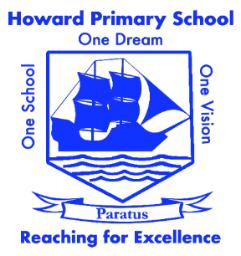 Howard Primary School
One Dream
One School
One Vision
Paratus
Reaching for Excellence